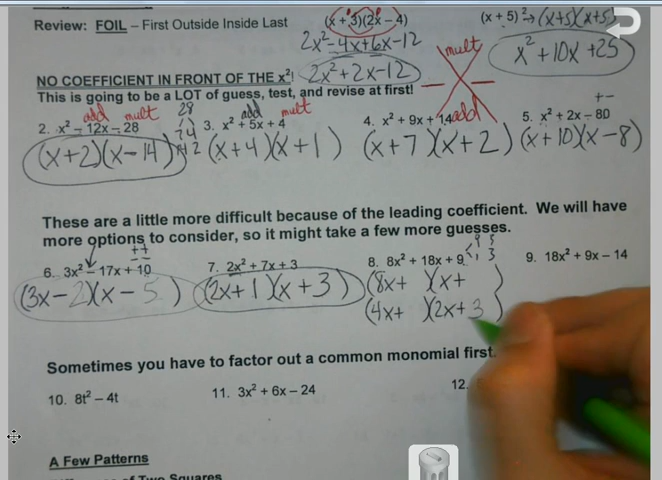 Review: FOIL – First Outside Inside Last
(x + 3)(2x – 4)
2x² - 4x + 6x - 12
2x² + 2x - 12
(x + 5)² → (x+5)(x+5)
x² + 10x + 25
NO COEFFICIENT IN FRONT OF THE x²!
This is going to be a LOT of guess, test, and revise at first!
mult
add
add mult
2. x² – 12x – 28
(x+2)(x-14)
add mult
3. x² + 5x + 4
(x+4)(x+1)
4. x² + 9x + 14
(x+7)(x+2)
+ -
5. x² + 2x – 80
(x+10)(x-8)
These are a little more difficult because of the leading coefficient. We will have
more options to consider, so it might take a few more guesses.
+ +
- -
6. 3x² – 17x + 10
(3x-2)(x-5)
7. 2x² + 7x + 3
(2x+1)(x+3)
8. 8x² + 18x + 9
(8x+ )(x+ )
(4x+ )(2x+3)
9. 18x² + 9x – 14
Sometimes you have to factor out a common monomial first.
10. 8t² – 4t
11. 3x² + 6x – 24
12.
A Few Patterns